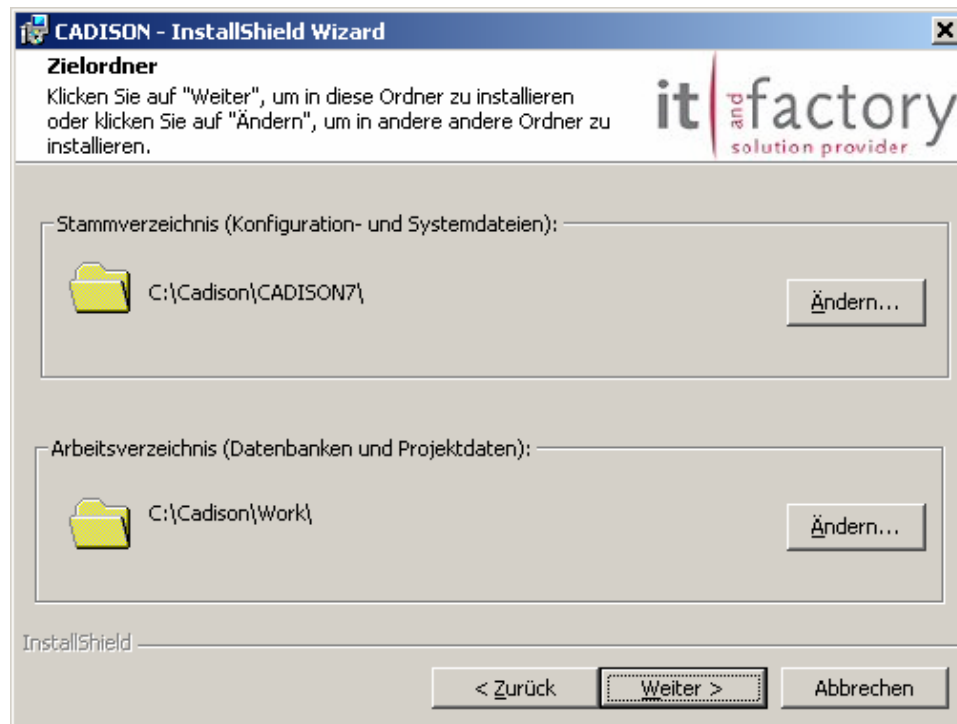 CADISON - InstallShield Wizard
Zielordner
Klicken Sie auf "Weiter", um in diese Ordner zu installieren
oder klicken Sie auf "Ändern", um in andere andere Ordner zu
installieren.
it and factory
solution provider
Stammverzeichnis (Konfiguration- und Systemdateien):
C:\Cadison\CADISON7\
Ändern...
Arbeitsverzeichnis (Datenbanken und Projektdaten):
C:\Cadison\Work\
Ändern...
InstallShield
< Zurück Weiter > Abbrechen